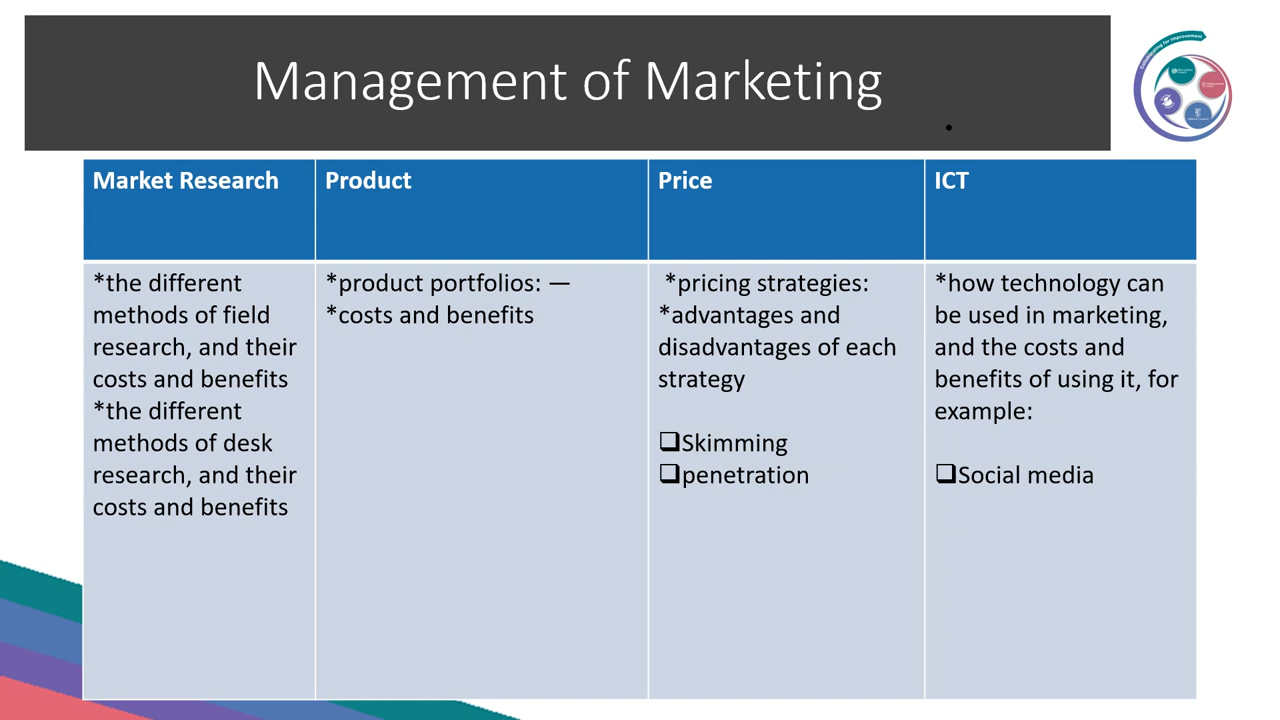 Management of Marketing
Collaborating for Improvement
Market Research
Product
Price
ICT
*the different
methods of field
research, and their
costs and benefits
*the different
methods of desk
research, and their
costs and benefits
*product portfolios: —
*costs and benefits
*pricing strategies:
*advantages and
disadvantages of each
strategy
❑Skimming
❑penetration
*how technology can
be used in marketing,
and the costs and
benefits of using it, for
example:
❑Social media